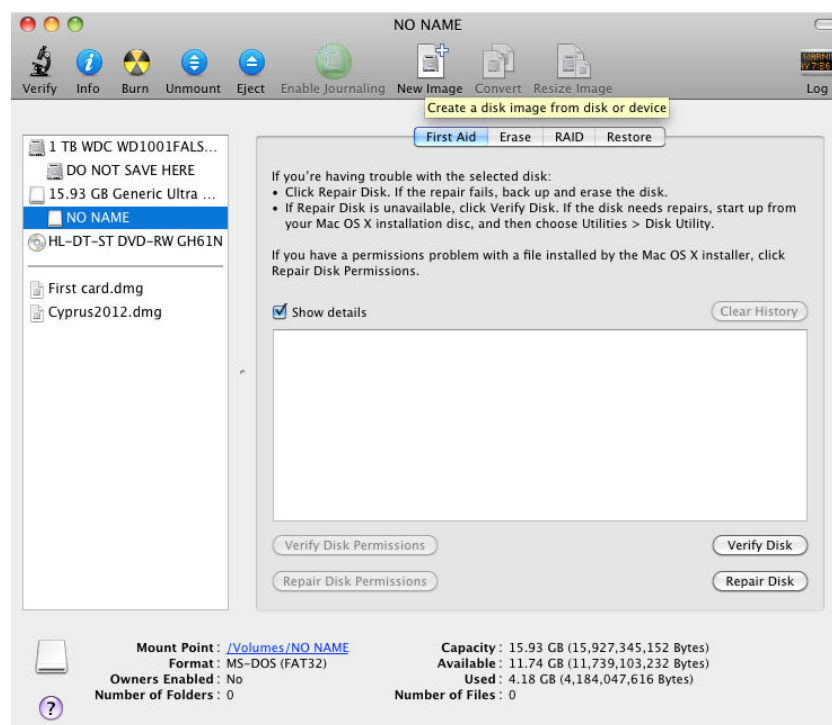 NO NAME
Verify Info Burn Unmount Eject Enable Journaling New Image Convert Resize Image Log
Create a disk image from disk or device
1 TB WDC WD1001FALS...
DO NOT SAVE HERE
15.93 GB Generic Ultra ...
NO NAME
HL-DT-ST DVD-RW GH61N
First card.dmg
Cyprus2012.dmg
First Aid Erase RAID Restore
If you're having trouble with the selected disk:
• Click Repair Disk. If the repair fails, back up and erase the disk.
• If Repair Disk is unavailable, click Verify Disk. If the disk needs repairs, start up from
your Mac OS X installation disc, and then choose Utilities > Disk Utility.
If you have a permissions problem with a file installed by the Mac OS X installer, click
Repair Disk Permissions.
Show details
Clear History
Verify Disk Permissions
Verify Disk
Repair Disk Permissions
Repair Disk
Mount Point : /Volumes/NO NAME
Format : MS-DOS (FAT32)
Owners Enabled : No
Number of Folders : 0
Capacity : 15.93 GB (15,927,345,152 Bytes)
Available : 11.74 GB (11,739,103,232 Bytes)
Used : 4.18 GB (4,184,047,616 Bytes)
Number of Files : 0
?